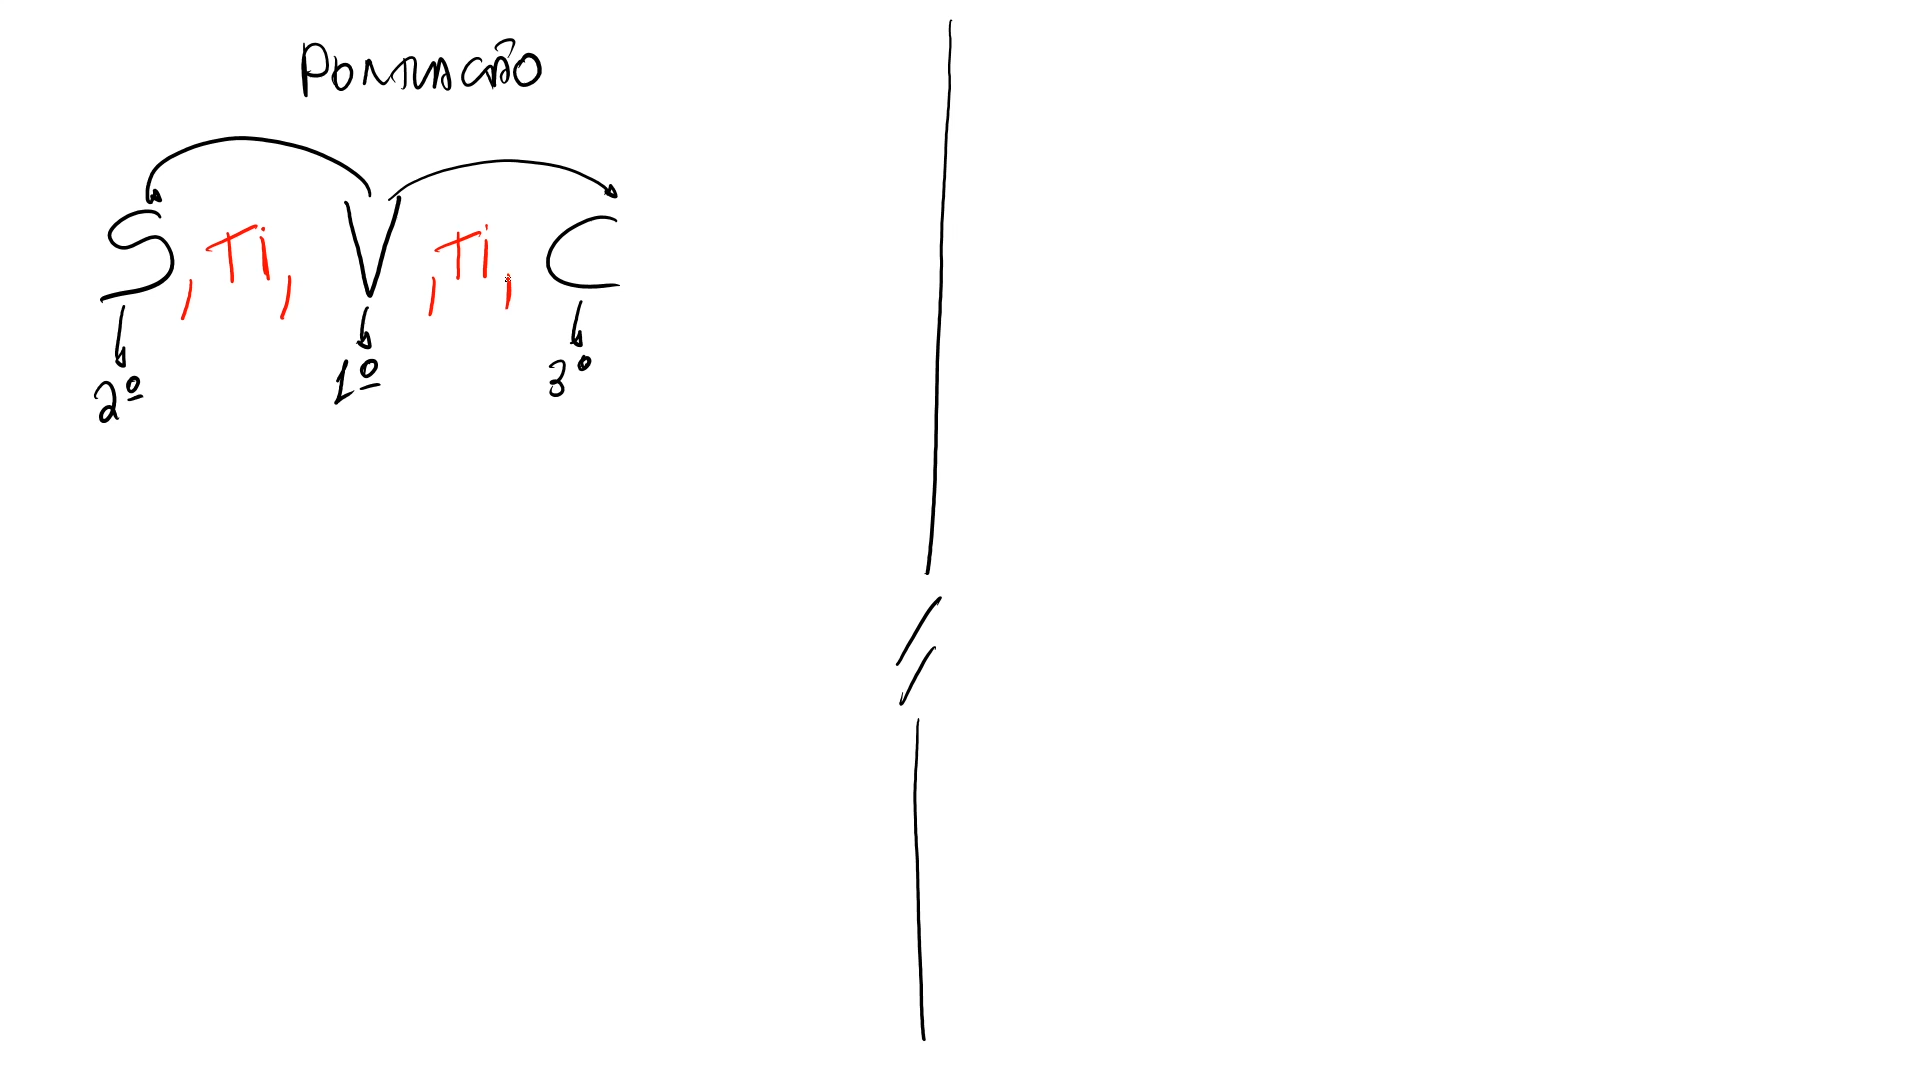 Pontuação
S , Ti , V , Ti , C
2º 1º 3º